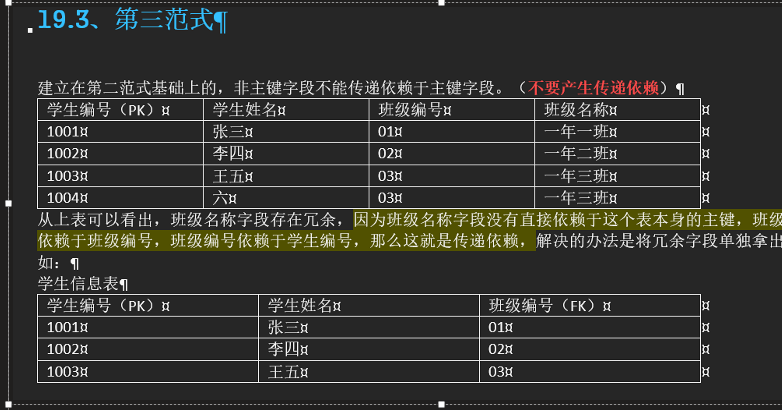 19.3、第三范式¶
建立在第二范式基础上的，非主键字段不能传递依赖于主键字段。（不要产生传递依赖）¶
学生编号（PK）¤ 学生姓名¤ 班级编号¤ 班级名称¤ ¤
1001¤ 张三¤ 01¤ 一年一班¤ ¤
1002¤ 李四¤ 02¤ 一年二班¤ ¤
1003¤ 王五¤ 03¤ 一年三班¤ ¤
1004¤ 六¤ 03¤ 一年三班¤ ¤
从上表可以看出，班级名称字段存在冗余，因为班级名称字段没有直接依赖于这个表本身的主键，班级
依赖于班级编号，班级编号依赖于学生编号，那么这就是传递依赖，解决的办法是将冗余字段单独拿出
如：¶
学生信息表¶
学生编号（PK）¤ 学生姓名¤ 班级编号（FK）¤ ¤
1001¤ 张三¤ 01¤ ¤
1002¤ 李四¤ 02¤ ¤
1003¤ 王五¤ 03¤ ¤